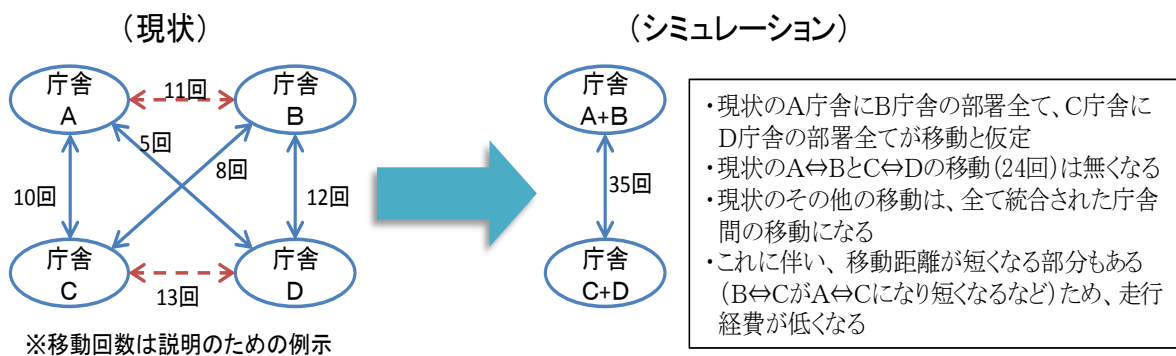 （現状）
（シミュレーション）
庁舎
A
11回
庁舎
B
5回
8回
10回
12回
庁舎
C
13回
庁舎
D
※移動回数は説明のための例示
庁舎
A+B
35回
庁舎
C+D
・現状のA庁舎にB庁舎の部署全て、C庁舎に
D庁舎の部署全てが移動と仮定
・現状のA⇔BとC⇔Dの移動(24回)は無くなる
・現状のその他の移動は、全て統合された庁舎
間の移動になる
・これに伴い、移動距離が短くなる部分もある
（B⇔CがA⇔Cになり短くなるなど）ため、走行
経費が低くなる